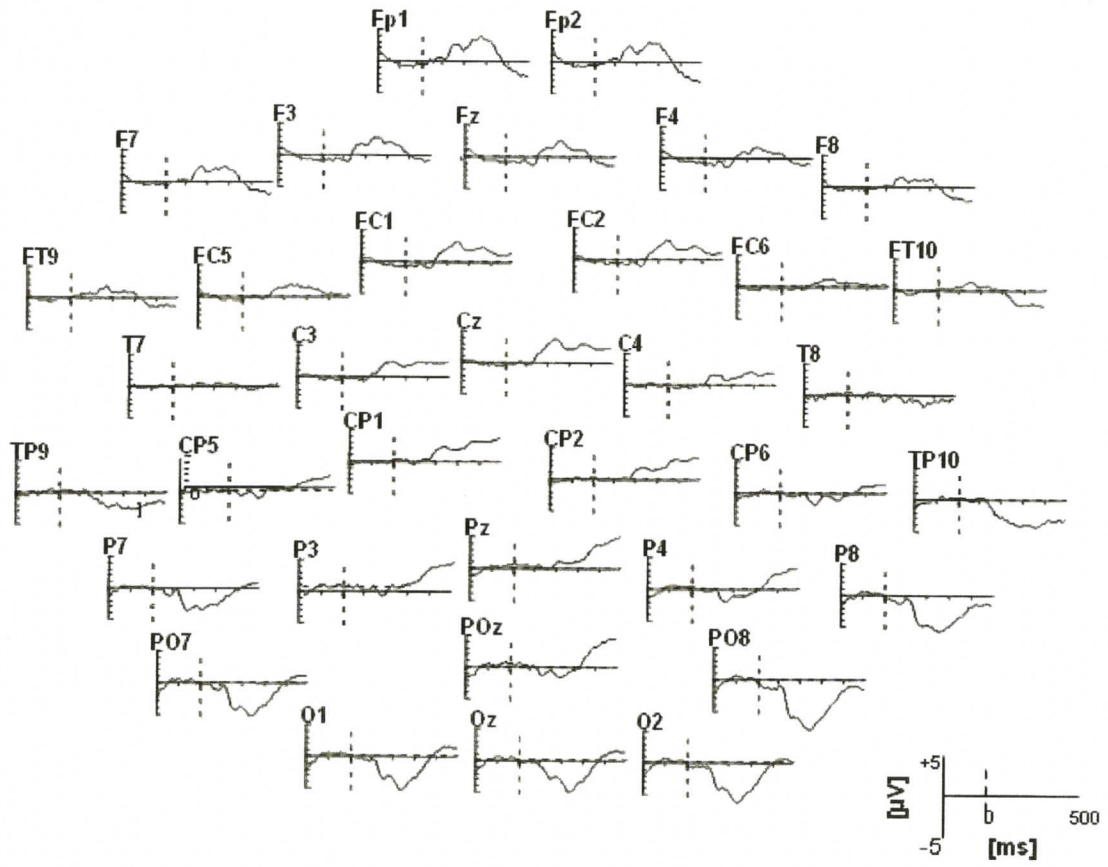 Fp1 Fp2
F7 F3 Fz F4 F8
FT9 FC5 FC1 FC2 FC6 FT10
T7 C3 Cz C4 T8
TP9 CP5 CP1 CP2 CP6 TP10
0
P7 P3 Pz P4 P8
PO7 POz PO8
O1 Oz O2
+5
[µV]
0 500
-5 [ms]